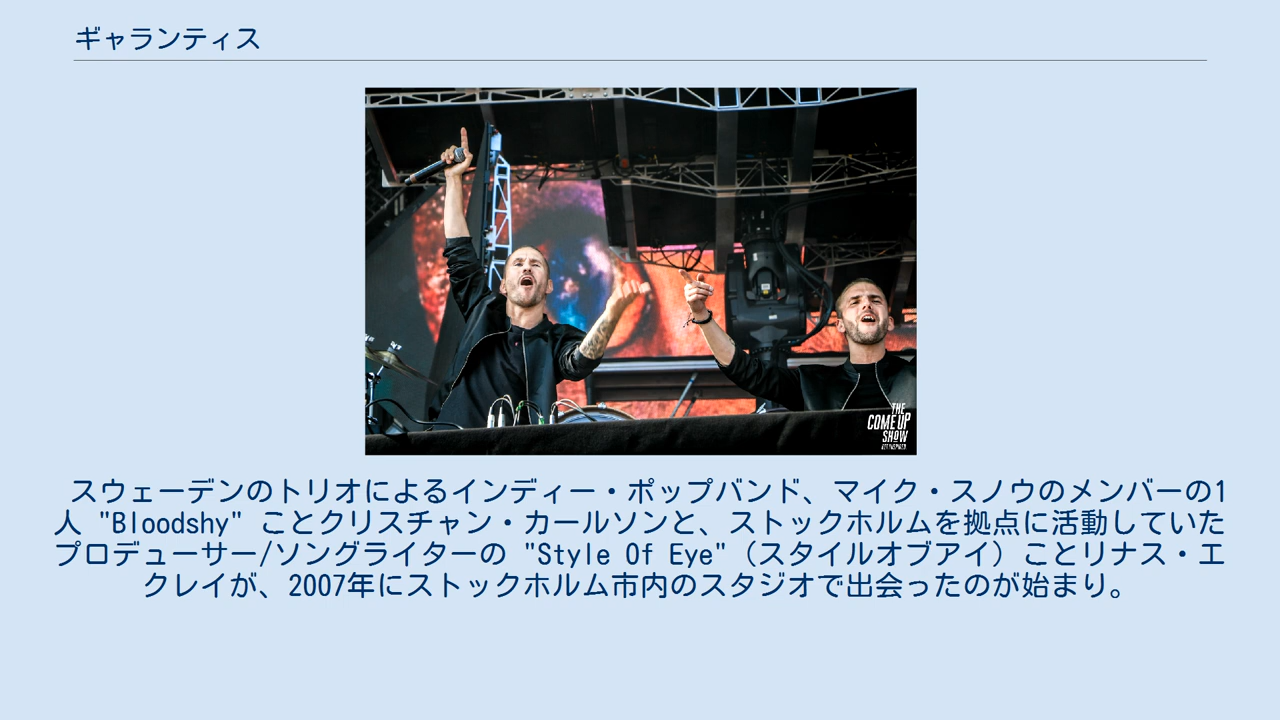 ギャランティス
THE
COME UP
SHOW
スウェーデンのトリオによるインディー・ポップバンド、マイク・スノウのメンバーの1
人 "Bloodshy" ことクリスチャン・カールソンと、ストックホルムを拠点に活動していた
プロデューサー/ソングライターの "Style Of Eye"（スタイルオブアイ）ことリナス・エ
クレイが、2007年にストックホルム市内のスタジオで出会ったのが始まり。